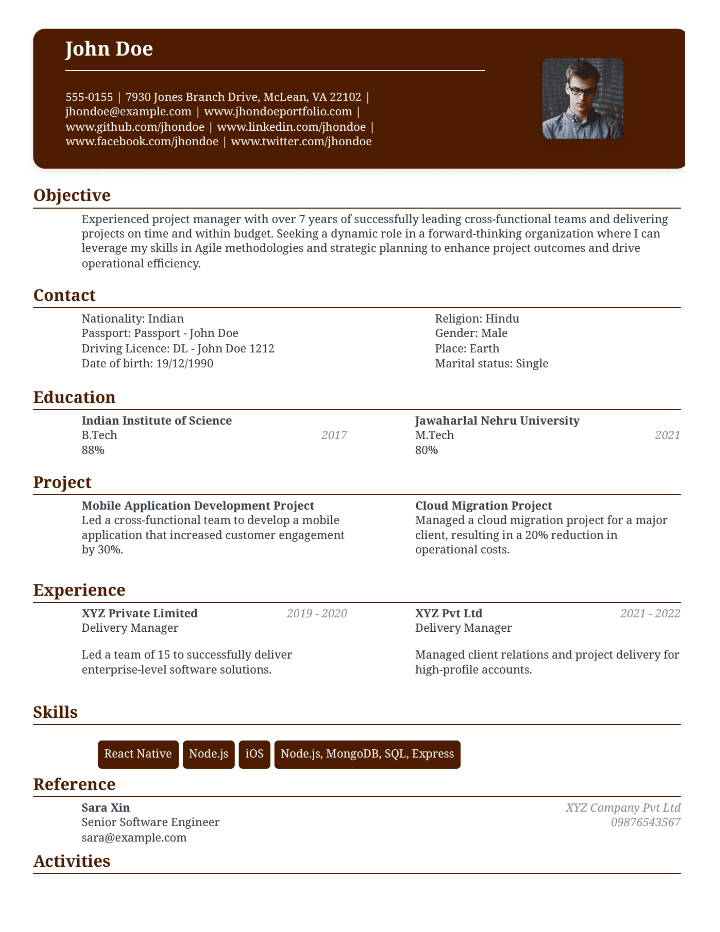 John Doe
555-0155 | 7930 Jones Branch Drive, McLean, VA 22102 |
jhondoe@example.com | www.jhondoeportfolio.com |
www.github.com/jhondoe | www.linkedin.com/jhondoe |
www.facebook.com/jhondoe | www.twitter.com/jhondoe
Objective
Experienced project manager with over 7 years of successfully leading cross-functional teams and delivering
projects on time and within budget. Seeking a dynamic role in a forward-thinking organization where I can
leverage my skills in Agile methodologies and strategic planning to enhance project outcomes and drive
operational efficiency.
Contact
Nationality: Indian
Passport: Passport - John Doe
Driving Licence: DL - John Doe 1212
Date of birth: 19/12/1990
Religion: Hindu
Gender: Male
Place: Earth
Marital status: Single
Education
Indian Institute of Science
B.Tech 2017
88%
Jawaharlal Nehru University
M.Tech 2021
80%
Project
Mobile Application Development Project
Led a cross-functional team to develop a mobile
application that increased customer engagement
by 30%.
Cloud Migration Project
Managed a cloud migration project for a major
client, resulting in a 20% reduction in
operational costs.
Experience
XYZ Private Limited 2019 - 2020
Delivery Manager
Led a team of 15 to successfully deliver
enterprise-level software solutions.
XYZ Pvt Ltd 2021 - 2022
Delivery Manager
Managed client relations and project delivery for
high-profile accounts.
Skills
React Native Node.js iOS Node.js, MongoDB, SQL, Express
Reference
Sara Xin XYZ Company Pvt Ltd
Senior Software Engineer 09876543567
sara@example.com
Activities